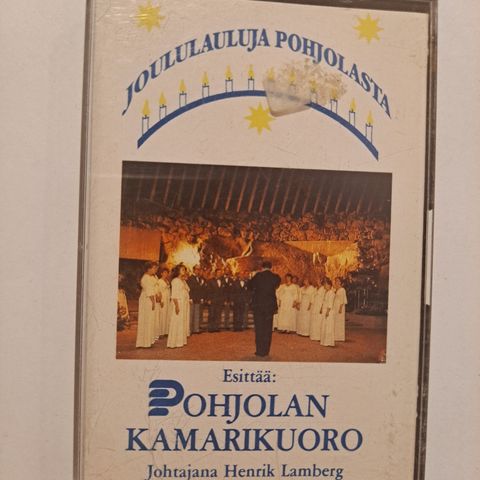 JOULULAULUJA POHJOLASTA
Esittää:
POHJOLAN
KAMARIKUORO
Johtajana Henrik Lamberg